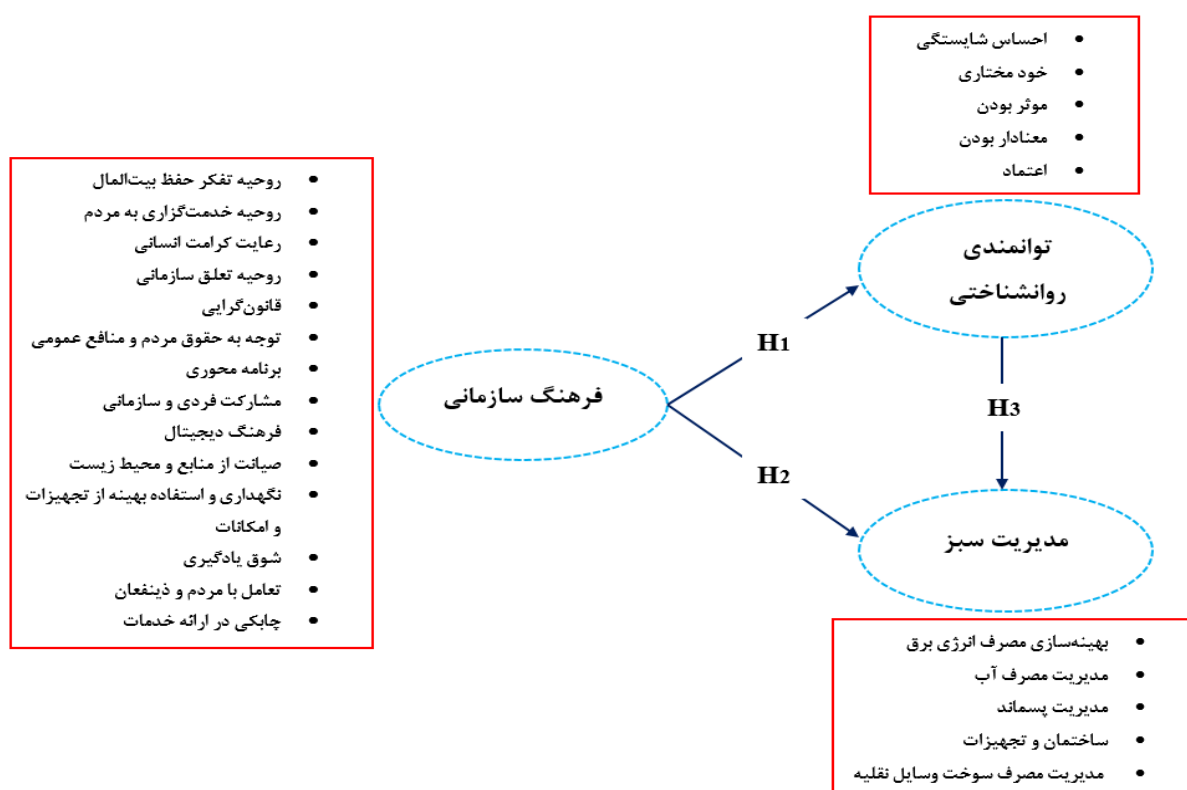 • احساس شایستگی
• خود مختاری
• موثر بودن
• معنادار بودن
• اعتماد
توانمندی
روانشناختی
• روحیه تفکر حفظ بیت‌المال
• روحیه خدمت‌گزاری به مردم
• رعایت کرامت انسانی
• روحیه تعلق سازمانی
• قانون‌گرایی
• توجه به حقوق مردم و منافع عمومی
• برنامه محوری
• مشارکت فردی و سازمانی
• فرهنگ دیجیتال
• صیانت از منابع و محیط زیست
• نگهداری و استفاده بهینه از تجهیزات
و امکانات
• شوق یادگیری
• تعامل با مردم و ذینفعان
• چابکی در ارائه خدمات
فرهنگ سازمانی
H1
H2
H3
مدیریت سبز
• بهینه‌سازی مصرف انرژی برق
• مدیریت مصرف آب
• مدیریت پسماند
• ساختمان و تجهیزات
• مدیریت مصرف سوخت وسایل نقلیه